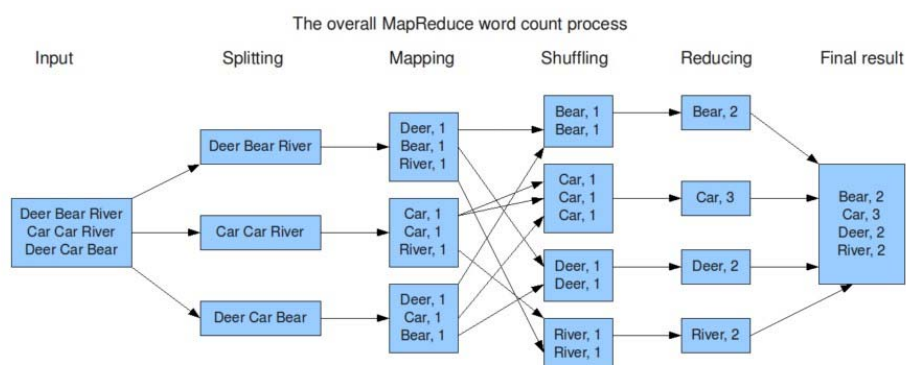 The overall MapReduce word count process
Input
Splitting
Mapping
Shuffling
Reducing
Final result
Deer Bear River
Car Car River
Deer Car Bear
Deer Bear River
Car Car River
Deer Car Bear
Deer, 1
Bear, 1
River, 1
Car, 1
Car, 1
River, 1
Deer, 1
Car, 1
Bear, 1
Bear, 1
Bear, 1
Car, 1
Car, 1
Car, 1
Deer, 1
Deer, 1
River, 1
River, 1
Bear, 2
Car, 3
Deer, 2
River, 2
Bear, 2
Car, 3
Deer, 2
River, 2